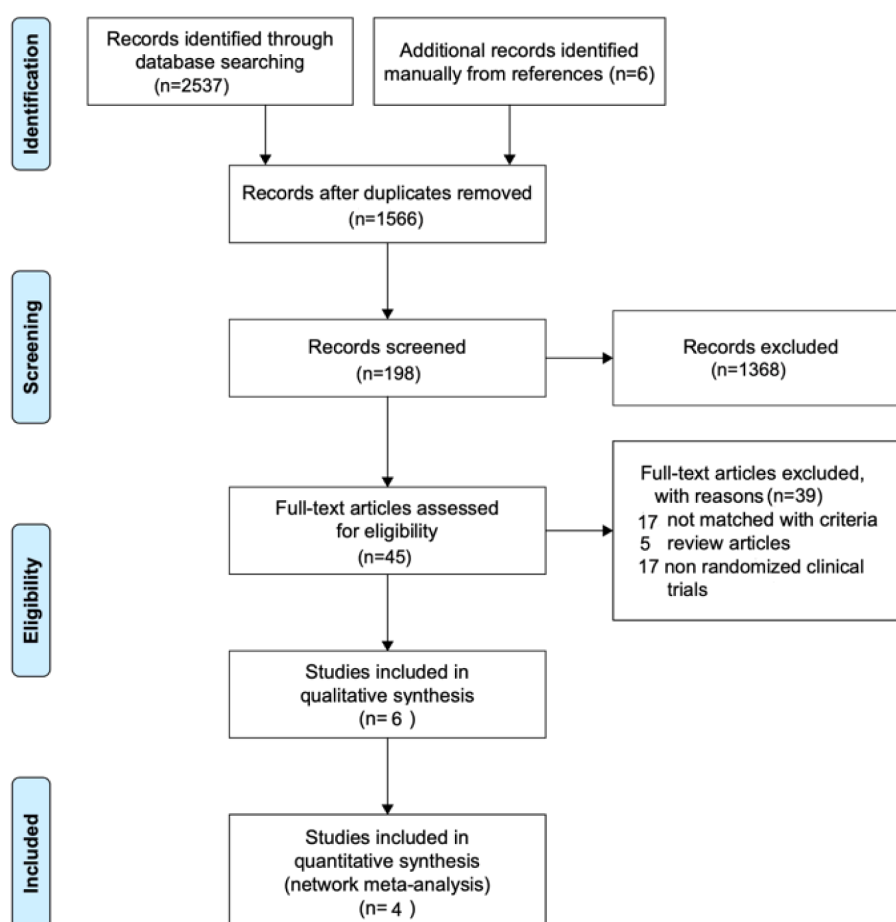 Identification
Records identified through
database searching
(n=2537)
Additional records identified
manually from references (n=6)
Records after duplicates removed
(n=1566)
Screening
Records screened
(n=198)
Records excluded
(n=1368)
Eligibility
Full-text articles assessed
for eligibility
(n=45)
Full-text articles excluded,
with reasons (n=39)
17 not matched with criteria
5 review articles
17 non randomized clinical
trials
Studies included in
qualitative synthesis
(n= 6 )
Included
Studies included in
quantitative synthesis
(network meta-analysis)
(n= 4 )